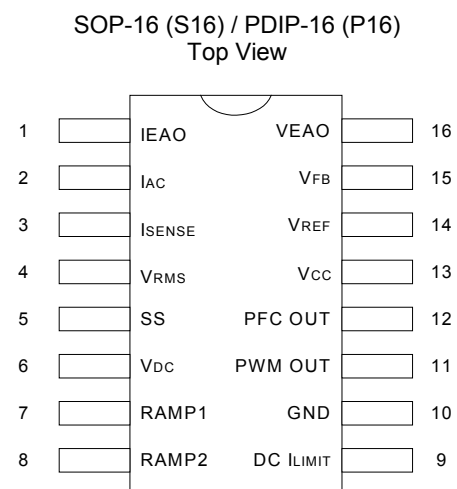 SOP-16 (S16) / PDIP-16 (P16)
Top View
1 IEAO VEAO 16
2 IAC VFB 15
3 ISENSE VREF 14
4 VRMS VCC 13
5 SS PFC OUT 12
6 VDC PWM OUT 11
7 RAMP1 GND 10
8 RAMP2 DC ILIMIT 9